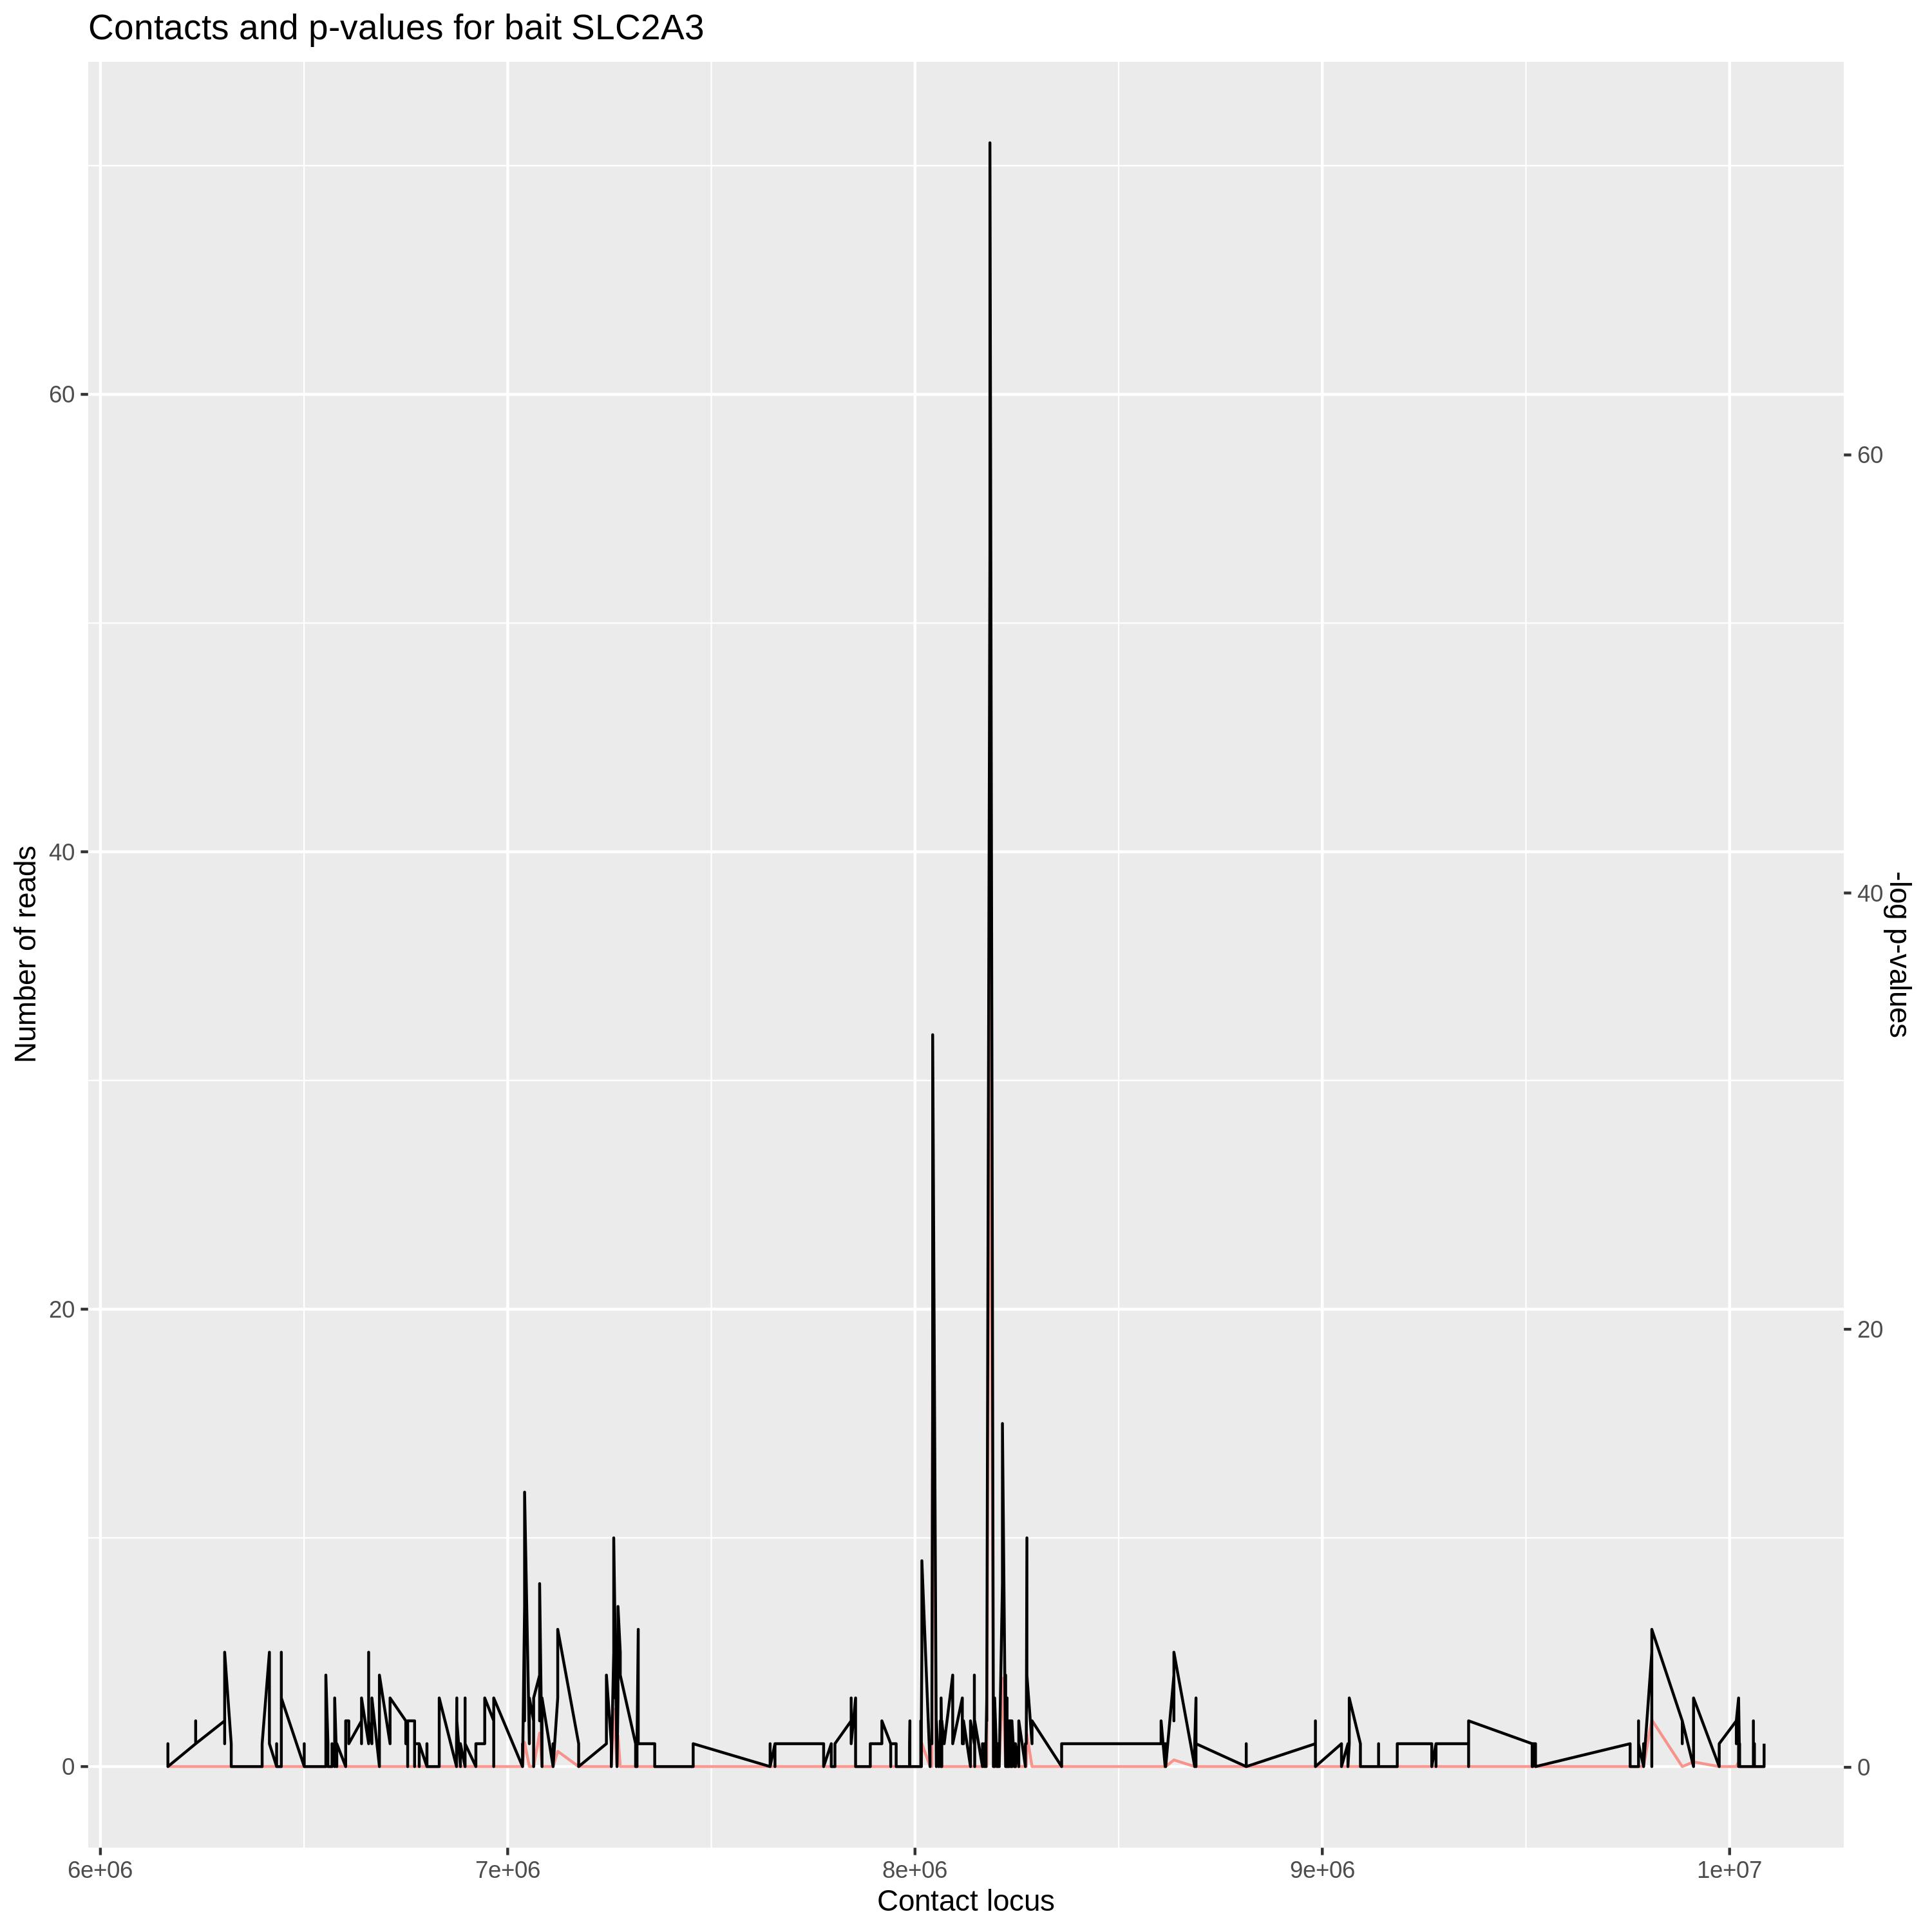 Contacts and p-values for bait SLC2A3
Number of reads
60
40
20
0
60
40
20
0
-log p-values
6e+06 7e+06 8e+06 9e+06 1e+07
Contact locus